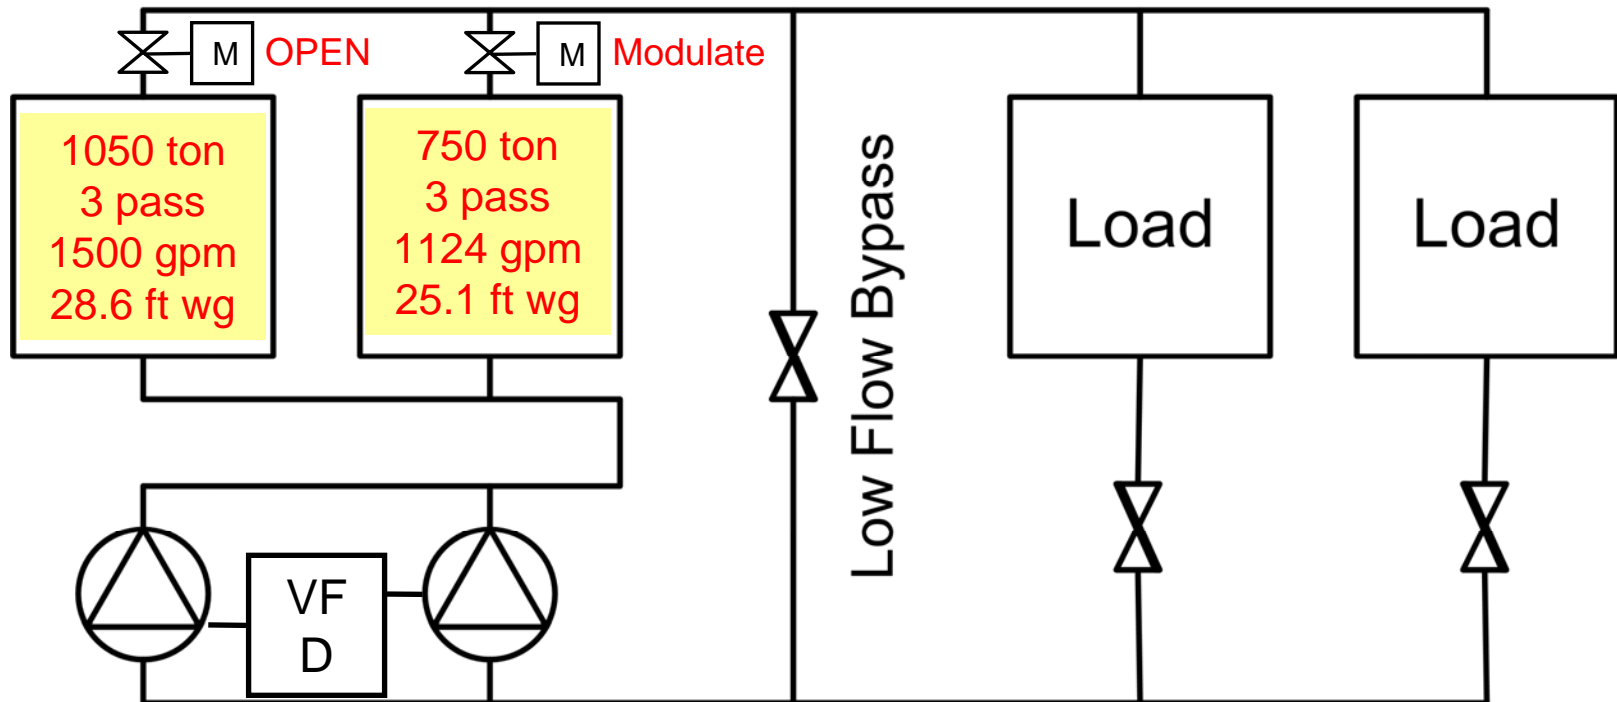 M OPEN
M Modulate
1050 ton
3 pass
1500 gpm
28.6 ft wg
750 ton
3 pass
1124 gpm
25.1 ft wg
Low Flow Bypass
Load
Load
VF
D